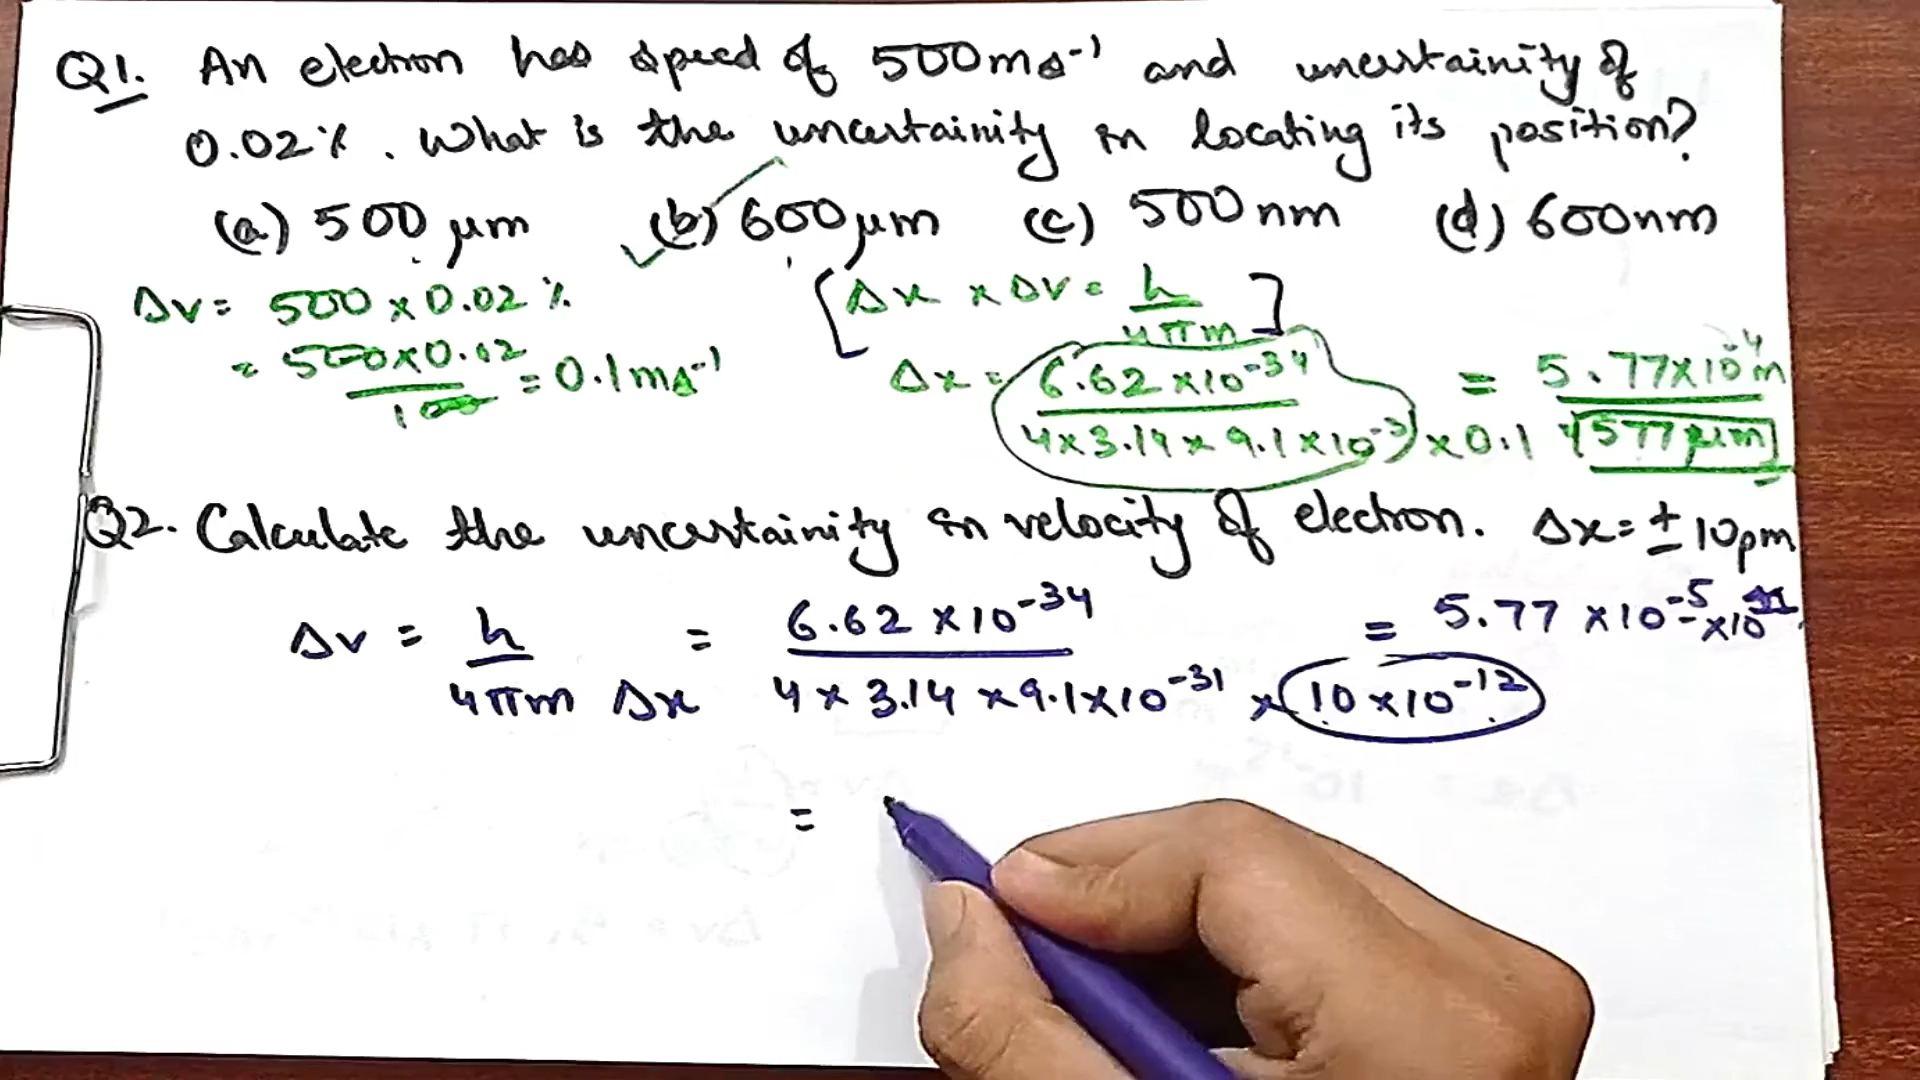 Q1. An electron has speed of 500ms⁻¹ and uncertainity of
0.02%. What is the uncertainity in locating its position?
(a) 500 μm (b) 600μm (c) 500nm (d) 600nm
Δv = 500 x 0.02 % [Δx x Δv = h/4πm]
= 500x0.02/100 = 0.1ms⁻¹ Δx = 6.62 x10⁻³⁴/4x3.14x 9.1x10⁻³¹ x0.1 = 5.77x10⁻⁴m
577μm
Q2. Calculate the uncertainity in velocity of electron. Δx = ± 10pm
Δv = h/4πm Δx = 6.62 x10⁻³⁴/4 x 3.14 x9.1x10⁻³¹ x 10 x10⁻¹² = 5.77 x10⁻⁵ x10¹¹
=